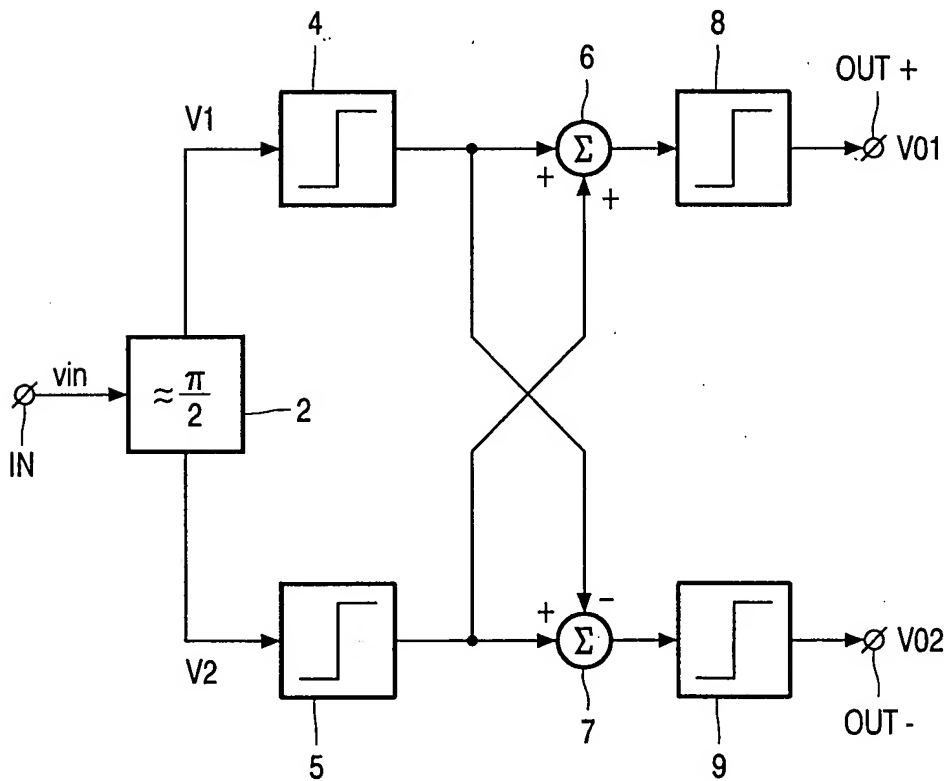 4
6
8
OUT +
V1
Σ
V01
+
+
vin
≈ π/2
2
IN
+
-
Σ
V02
V2
5
7
9
OUT -